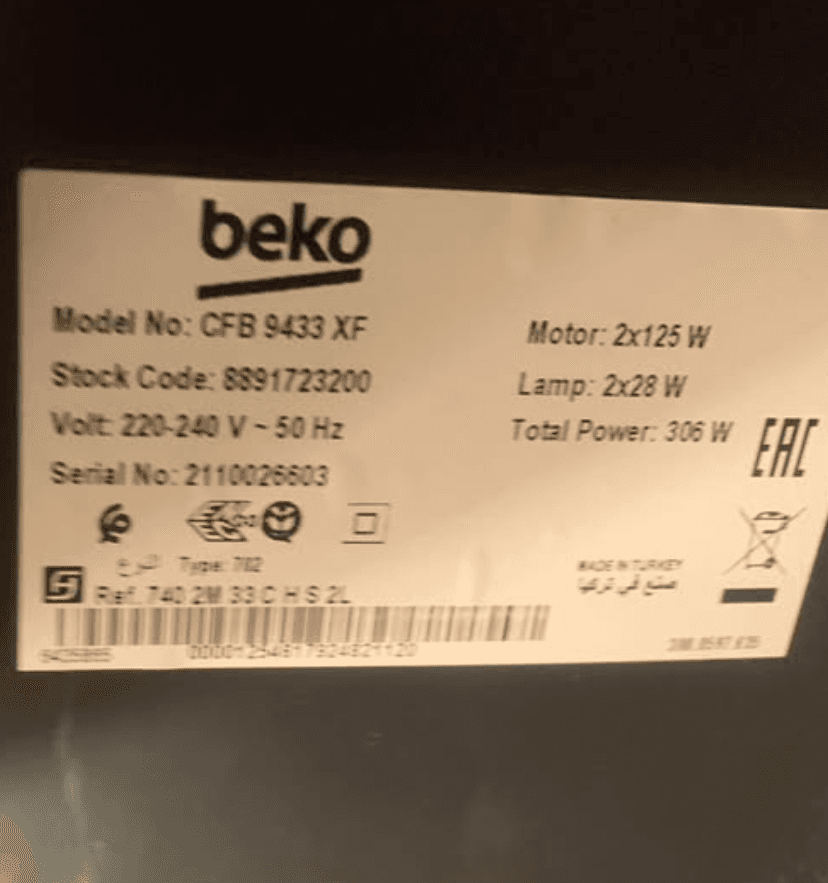 beko
Model No: CFB 9433 XF
Stock Code: 8891723200
Volt: 220-240 V ~ 50 Hz
Serial No: 2110026603
Motor: 2x125 W
Lamp: 2x28 W
Total Power: 306 W
EAC
النوع Type: 702
Ref. 740 2M 33 C H S 2L
MADE IN TURKEY
صنع في تركيا